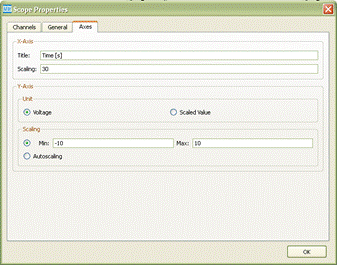 Scope Properties
Channels General Axes
X-Axis
Title: Time [s]
Scaling: 30
Y-Axis
Unit
Voltage Scaled Value
Scaling
Min: -10 Max: 10
Autoscaling
OK